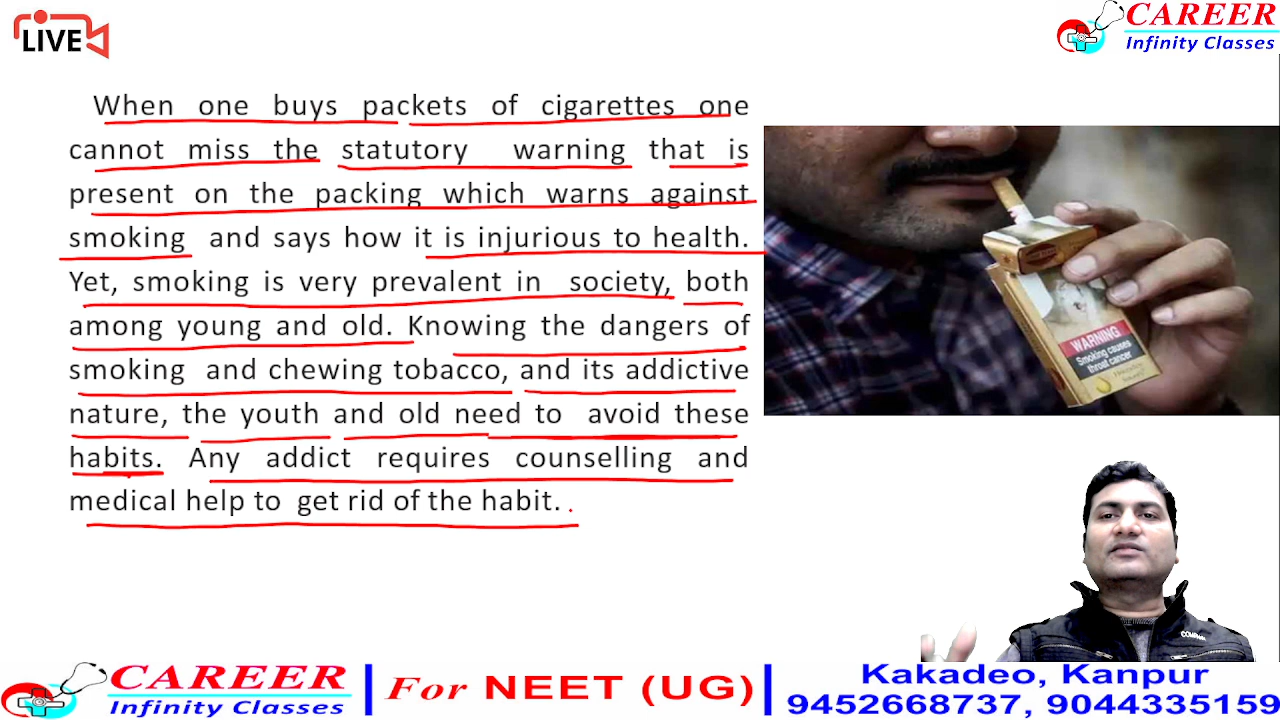 LIVE
CAREER
Infinity Classes
When one buys packets of cigarettes one
cannot miss the statutory warning that is
present on the packing which warns against
smoking and says how it is injurious to health.
Yet, smoking is very prevalent in society, both
among young and old. Knowing the dangers of
smoking and chewing tobacco, and its addictive
nature, the youth and old need to avoid these
habits. Any addict requires counselling and
medical help to get rid of the habit.
WARNING
Smoking causes
throat cancer
CAREER
Infinity Classes
For NEET (UG)
Kakadeo, Kanpur
9452668737, 9044335159